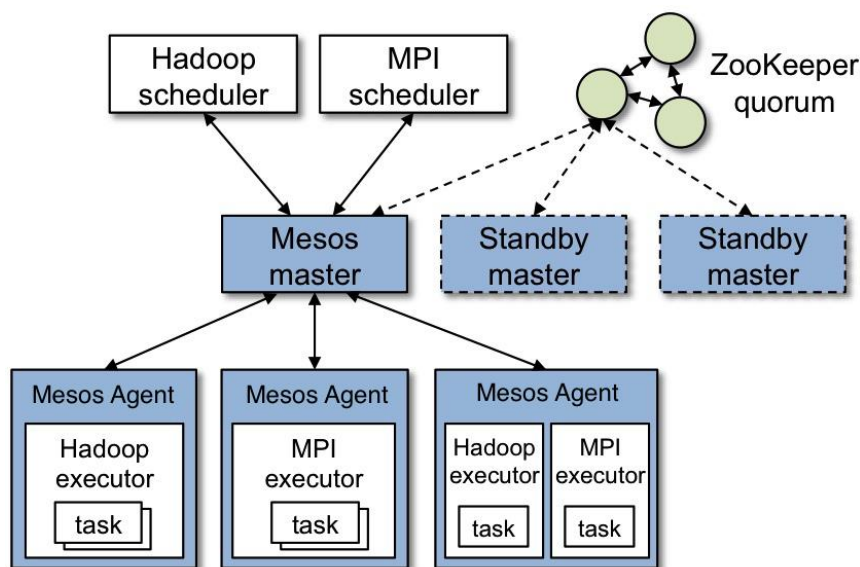 Hadoop
scheduler
MPI
scheduler
ZooKeeper
quorum
Mesos
master
Standby
master
Standby
master
Mesos Agent
Hadoop
executor
task
Mesos Agent
MPI
executor
task
Mesos Agent
Hadoop
executor
task
MPI
executor
task